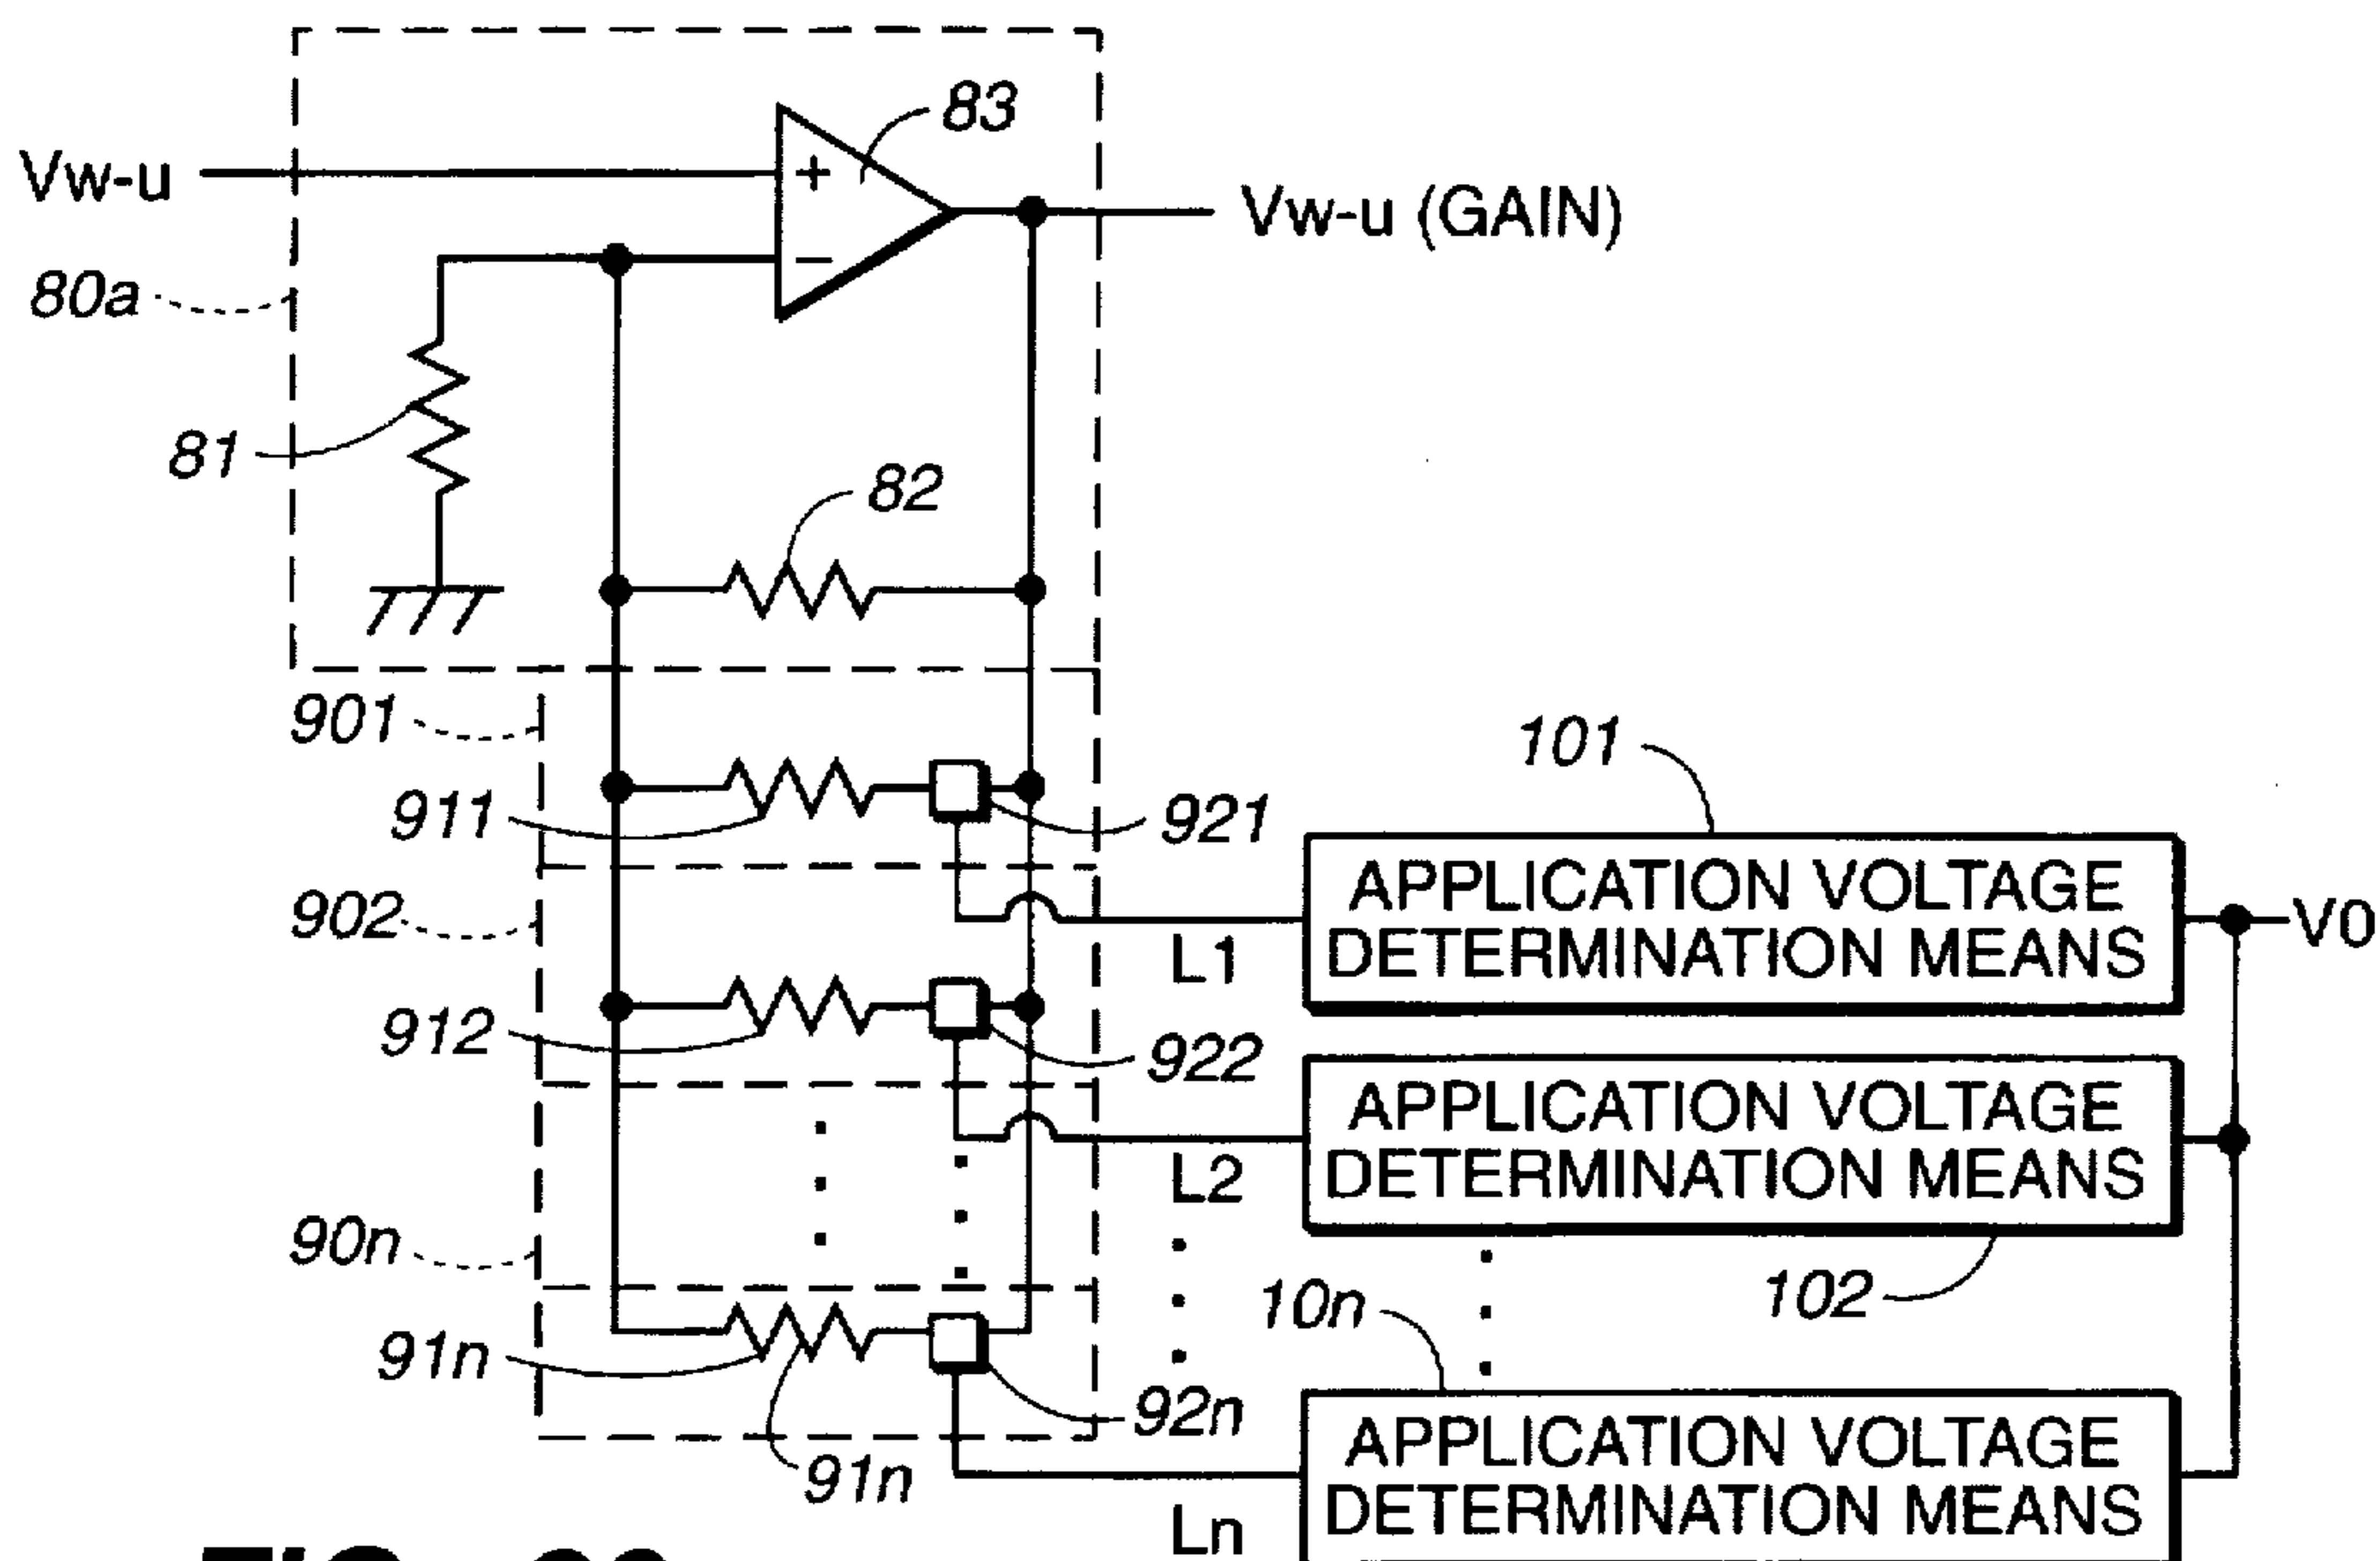 83
Vw-u
+
Vw-u (GAIN)
−
80a
81
82
901
101
911
921
APPLICATION VOLTAGE
DETERMINATION MEANS
902
V0
L1
912
922
APPLICATION VOLTAGE
DETERMINATION MEANS
L2
90n
102
10n
91n
92n
APPLICATION VOLTAGE
DETERMINATION MEANS
91n
Ln